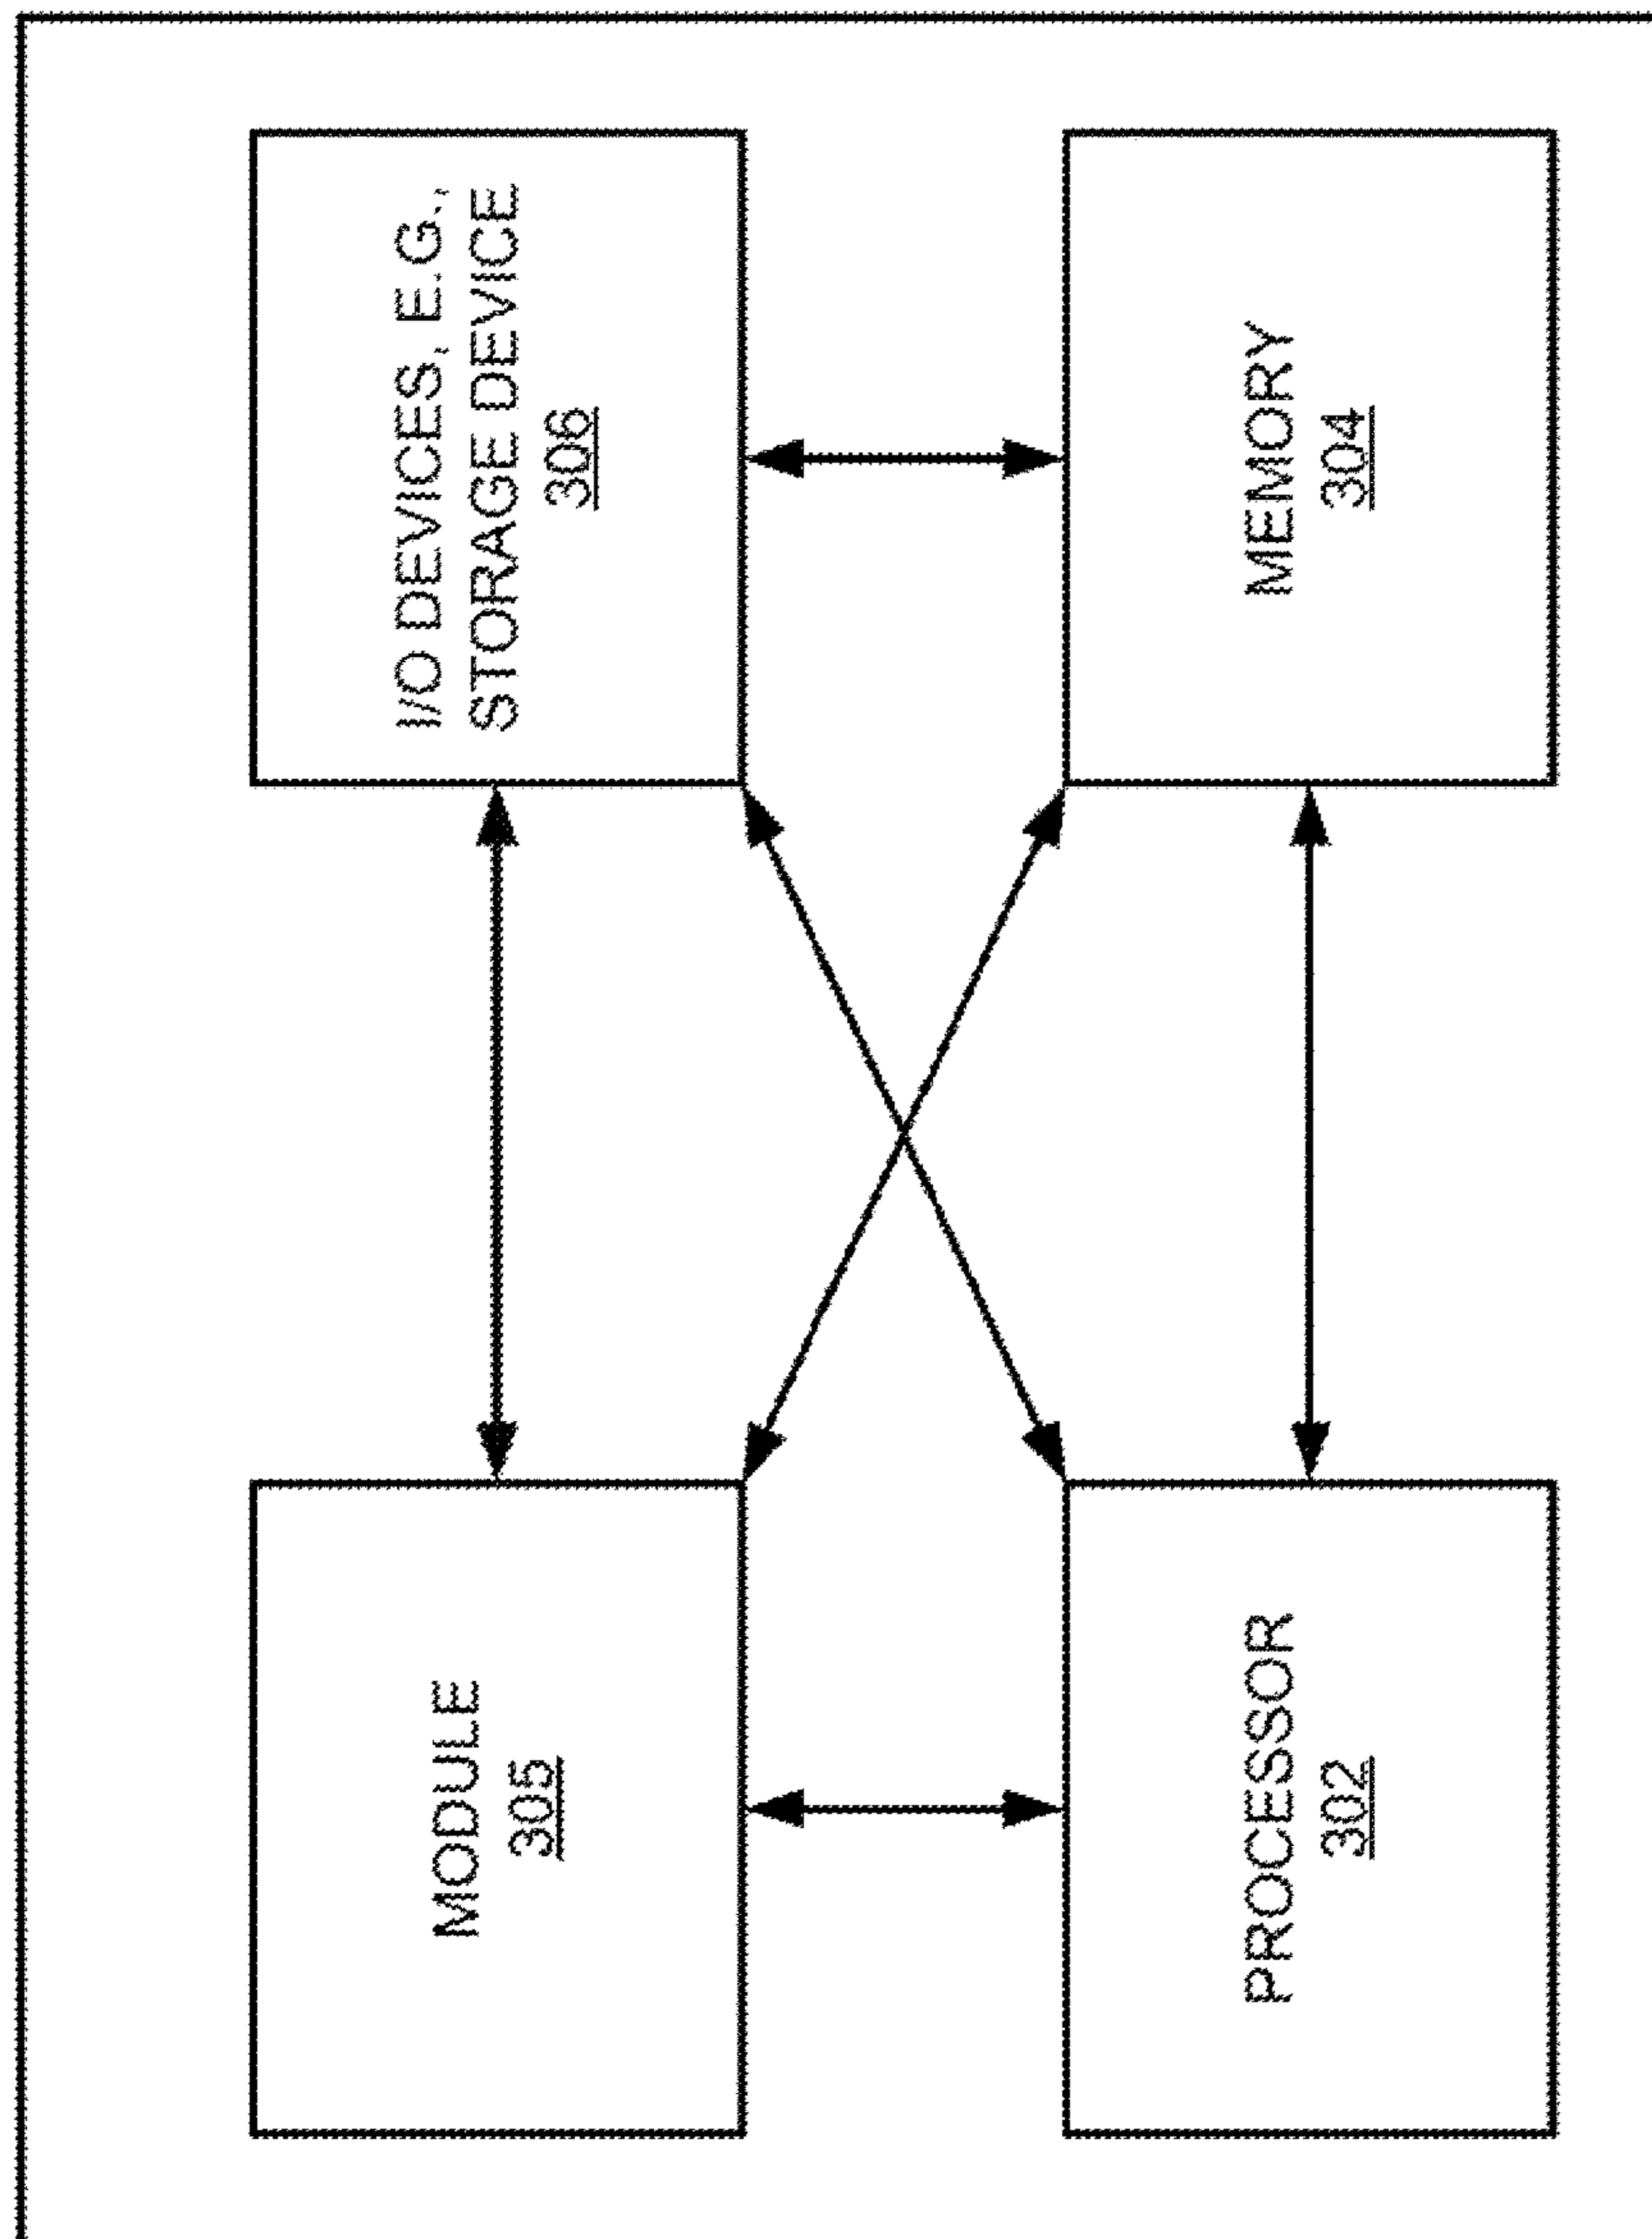 MODULE
305
I/O DEVICES, E.G.,
STORAGE DEVICE
306
PROCESSOR
302
MEMORY
304